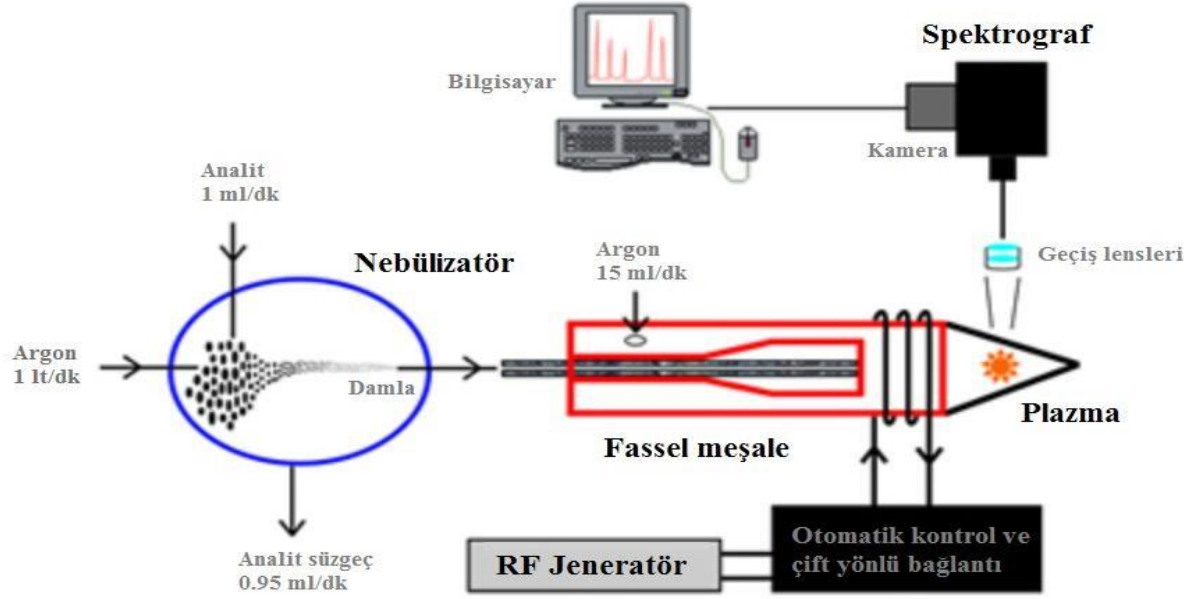 Spektrograf
Bilgisayar
Kamera
Analit
1 ml/dk
Geçiş lensleri
Nebülizatör
Argon
15 ml/dk
Argon
1 lt/dk
Damla
Plazma
Fassel meşale
Analit süzgeç
0.95 ml/dk
RF Jeneratör
Otomatik kontrol ve
çift yönlü bağlantı